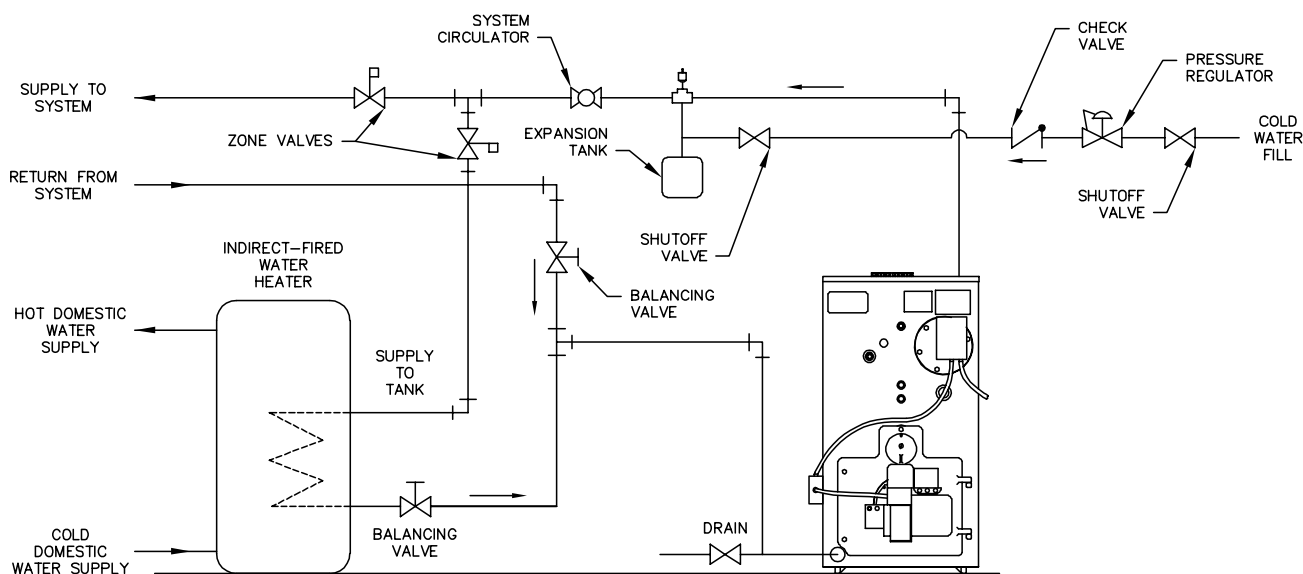 SYSTEM
CIRCULATOR
CHECK
VALVE
PRESSURE
REGULATOR
SUPPLY TO
SYSTEM
ZONE VALVES
EXPANSION
TANK
COLD
WATER
FILL
RETURN FROM
SYSTEM
SHUTOFF
VALVE
SHUTOFF
VALVE
INDIRECT-FIRED
WATER
HEATER
BALANCING
VALVE
HOT DOMESTIC
WATER
SUPPLY
SUPPLY
TO
TANK
DRAIN
BALANCING
VALVE
COLD
DOMESTIC
WATER SUPPLY